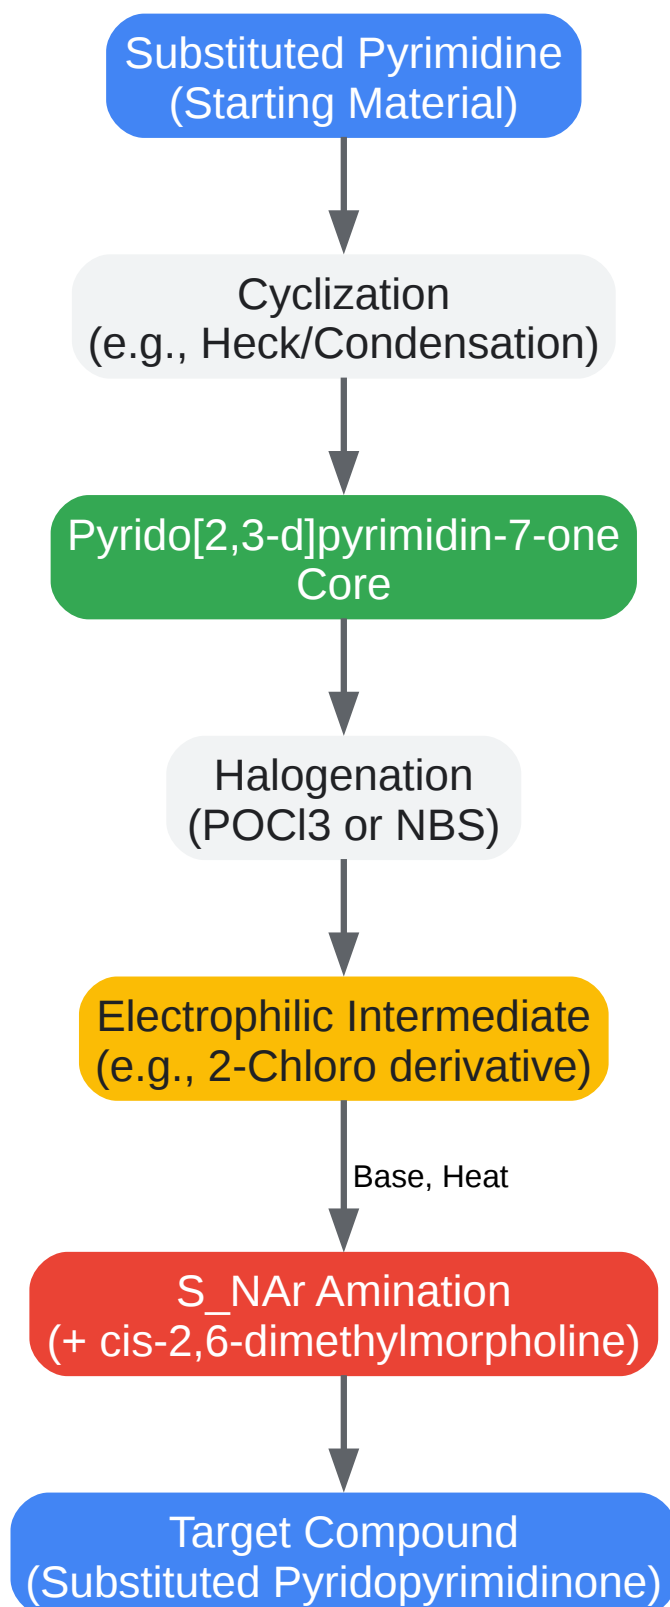 Substituted Pyrimidine
(Starting Material)
Cyclization
(e.g., Heck/Condensation)
Pyrido[2,3-d]pyrimidin-7-one
Core
Halogenation
(POCl3 or NBS)
Electrophilic Intermediate
(e.g., 2-Chloro derivative)
Base, Heat
S_NAr Amination
(+ cis-2,6-dimethylmorpholine)
Target Compound
(Substituted Pyridopyrimidinone)